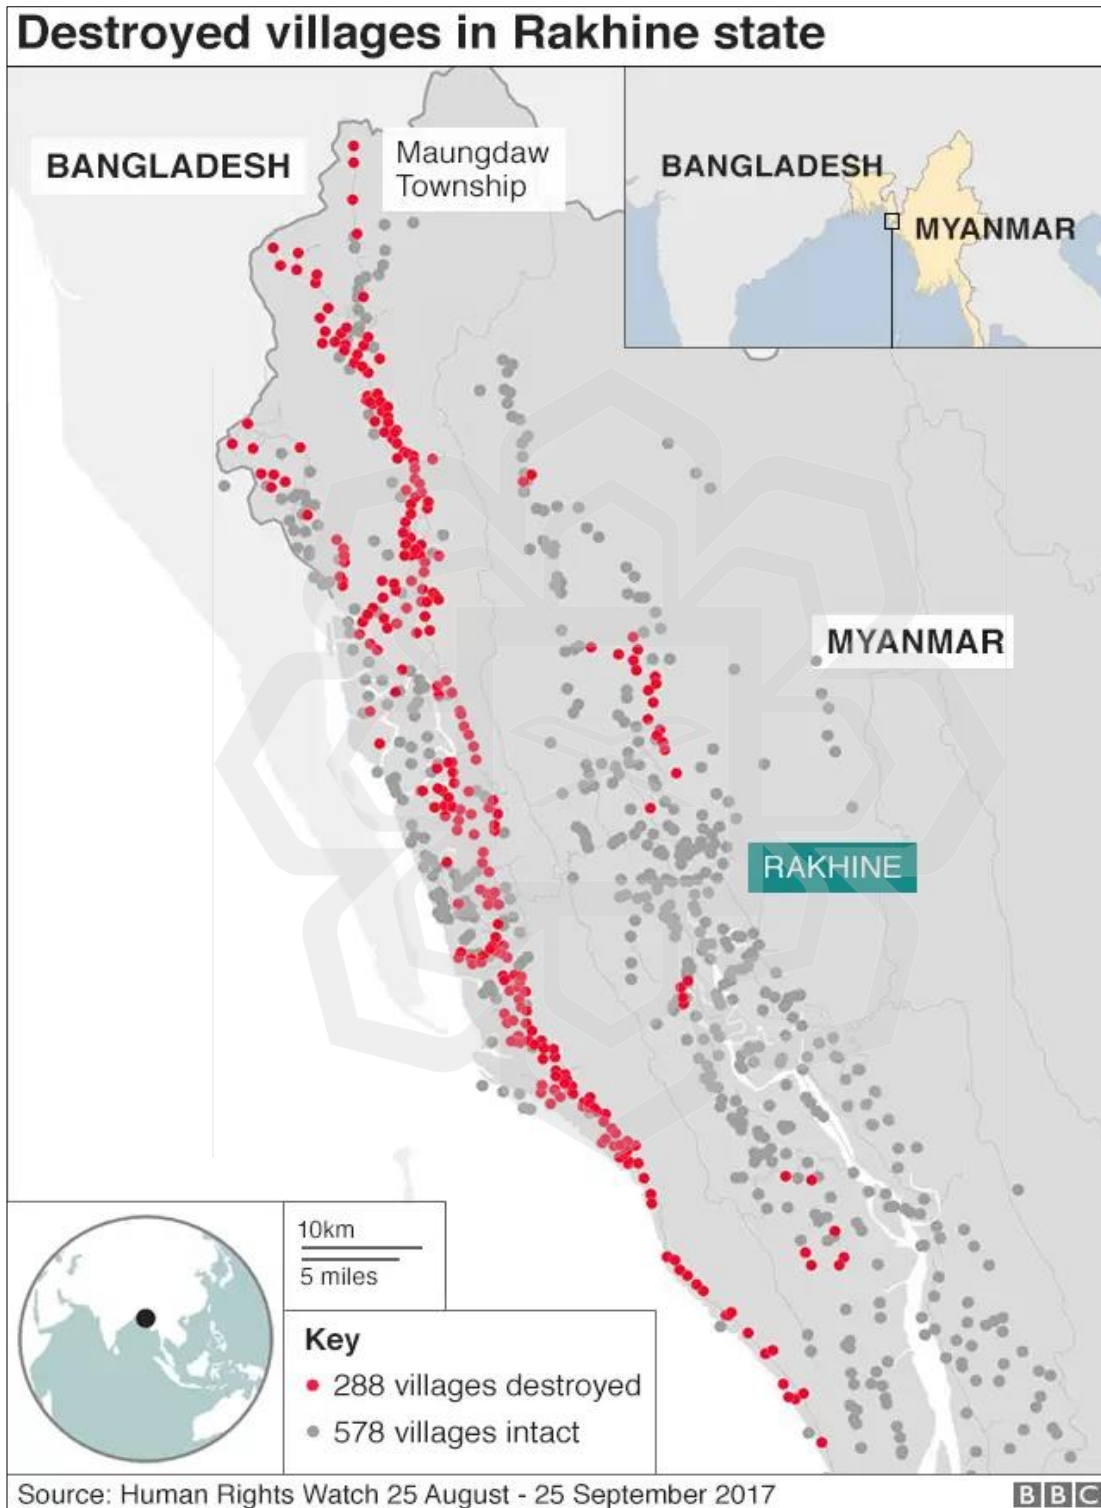 Destroyed villages in Rakhine state
BANGLADESH
Maungdaw
Township
BANGLADESH
MYANMAR
MYANMAR
RAKHINE
10km
5 miles
Key
288 villages destroyed
578 villages intact
Source: Human Rights Watch 25 August - 25 September 2017
BBC